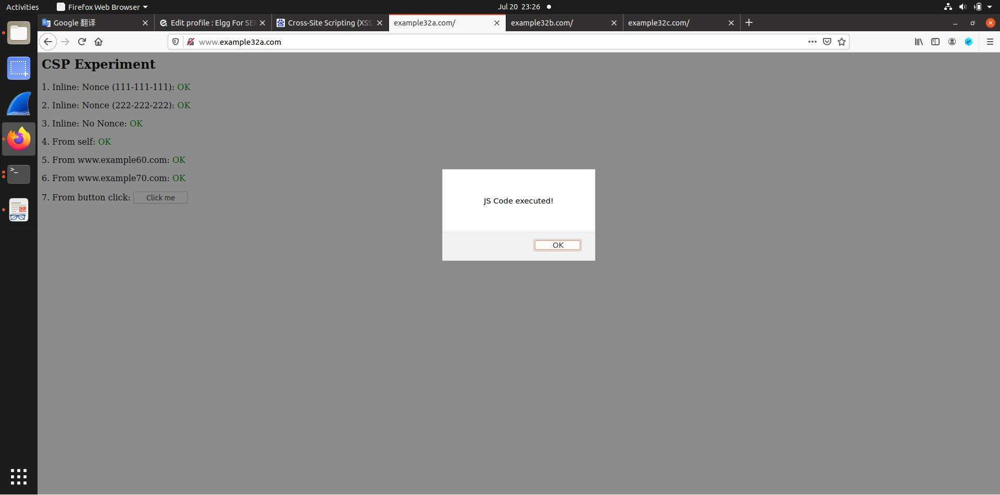 Activities
Firefox Web Browser
Jul 20 23:26
Google 翻译
Edit profile : Elgg For SEE
Cross-Site Scripting (XSS
example32a.com/
example32b.com/
example32c.com/
www.example32a.com
CSP Experiment
1. Inline: Nonce (111-111-111): OK
2. Inline: Nonce (222-222-222): OK
3. Inline: No Nonce: OK
4. From self: OK
5. From www.example60.com: OK
6. From www.example70.com: OK
7. From button click: Click me
JS Code executed!
OK